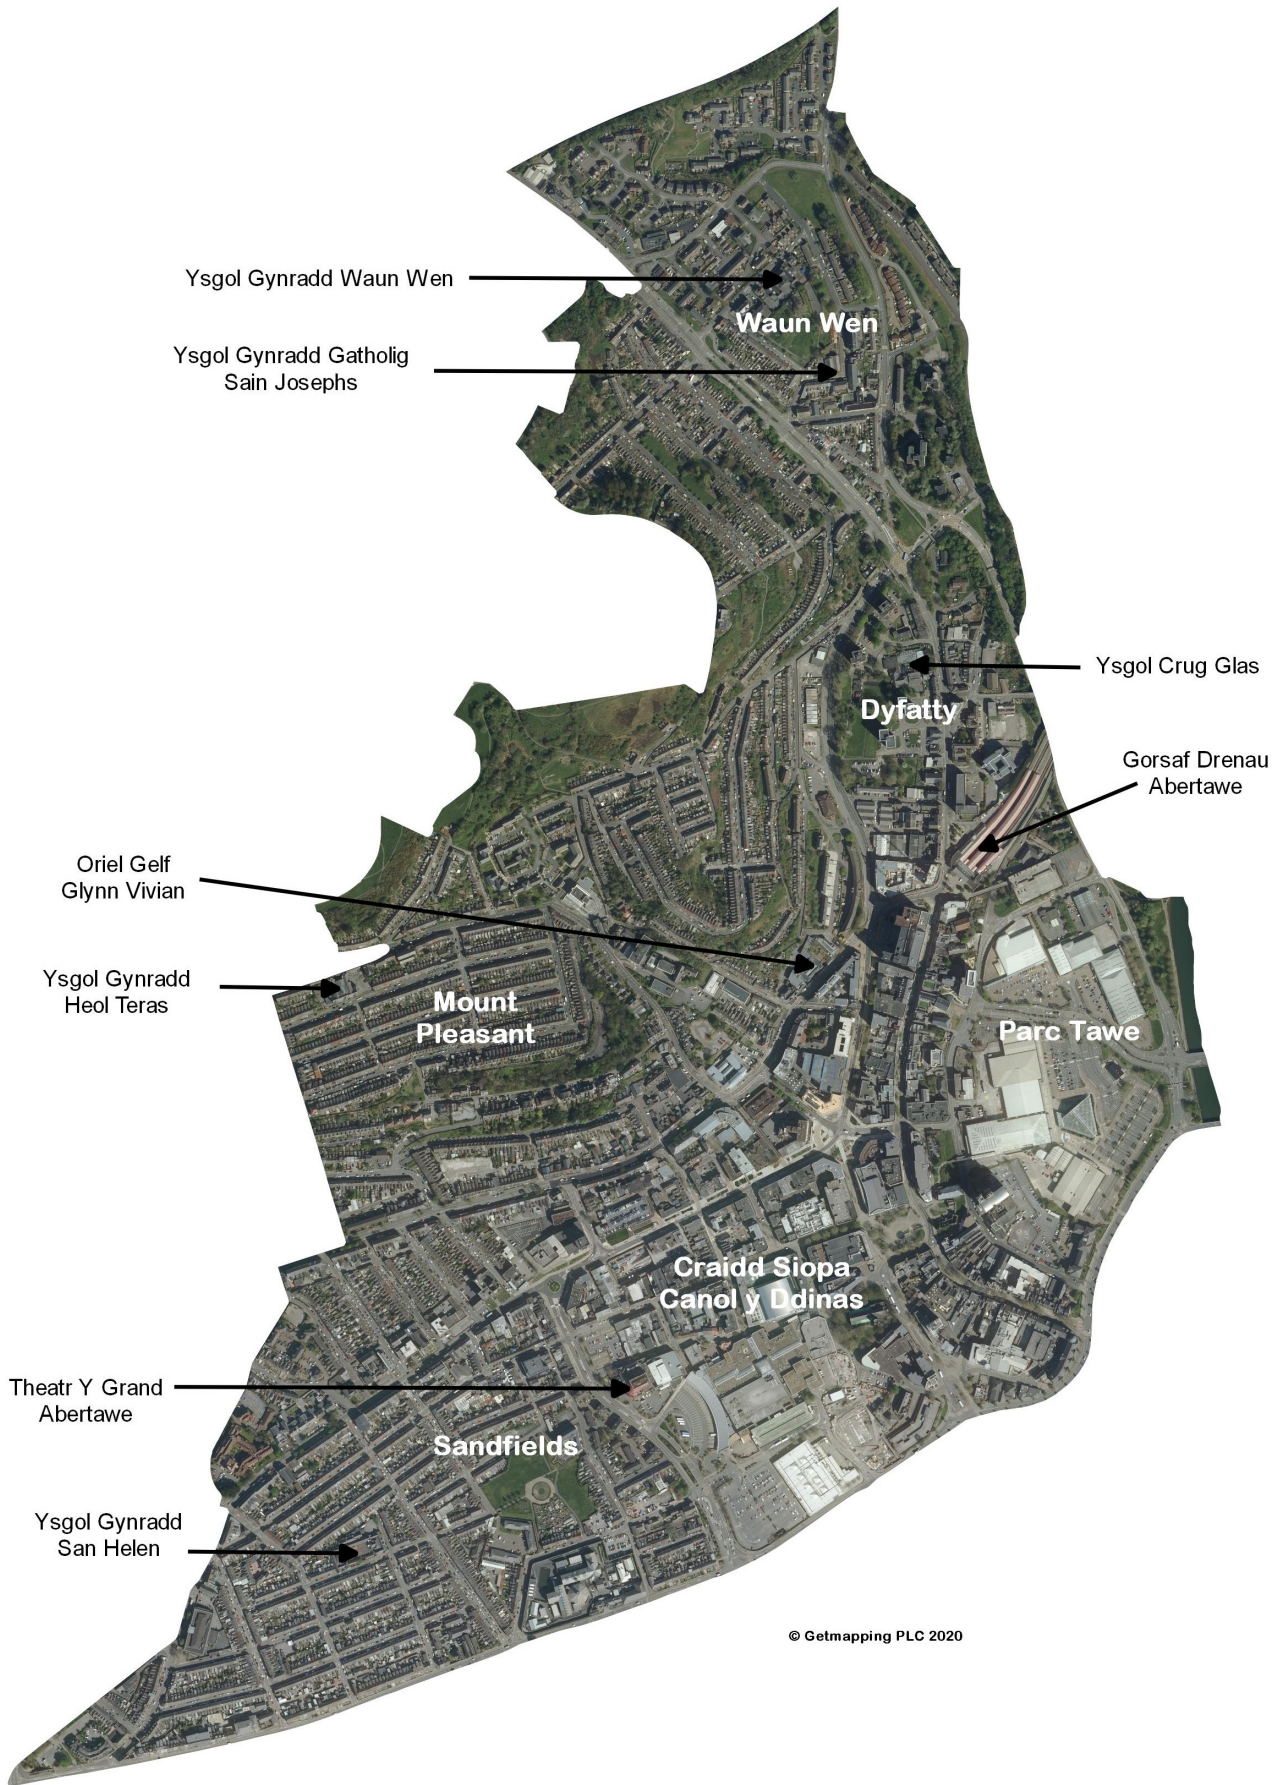 Ysgol Gynradd Waun Wen
Waun Wen
Ysgol Gynradd Gatholig
Sain Josephs
Ysgol Crug Glas
Dyfatty
Gorsaf Drenau
Abertawe
Oriel Gelf
Glynn Vivian
Ysgol Gynradd
Heol Teras
Mount
Pleasant
Parc Tawe
Craidd Siopa
Canol y Ddinas
Theatr Y Grand
Abertawe
Sandfields
Ysgol Gynradd
San Helen
© Getmapping PLC 2020